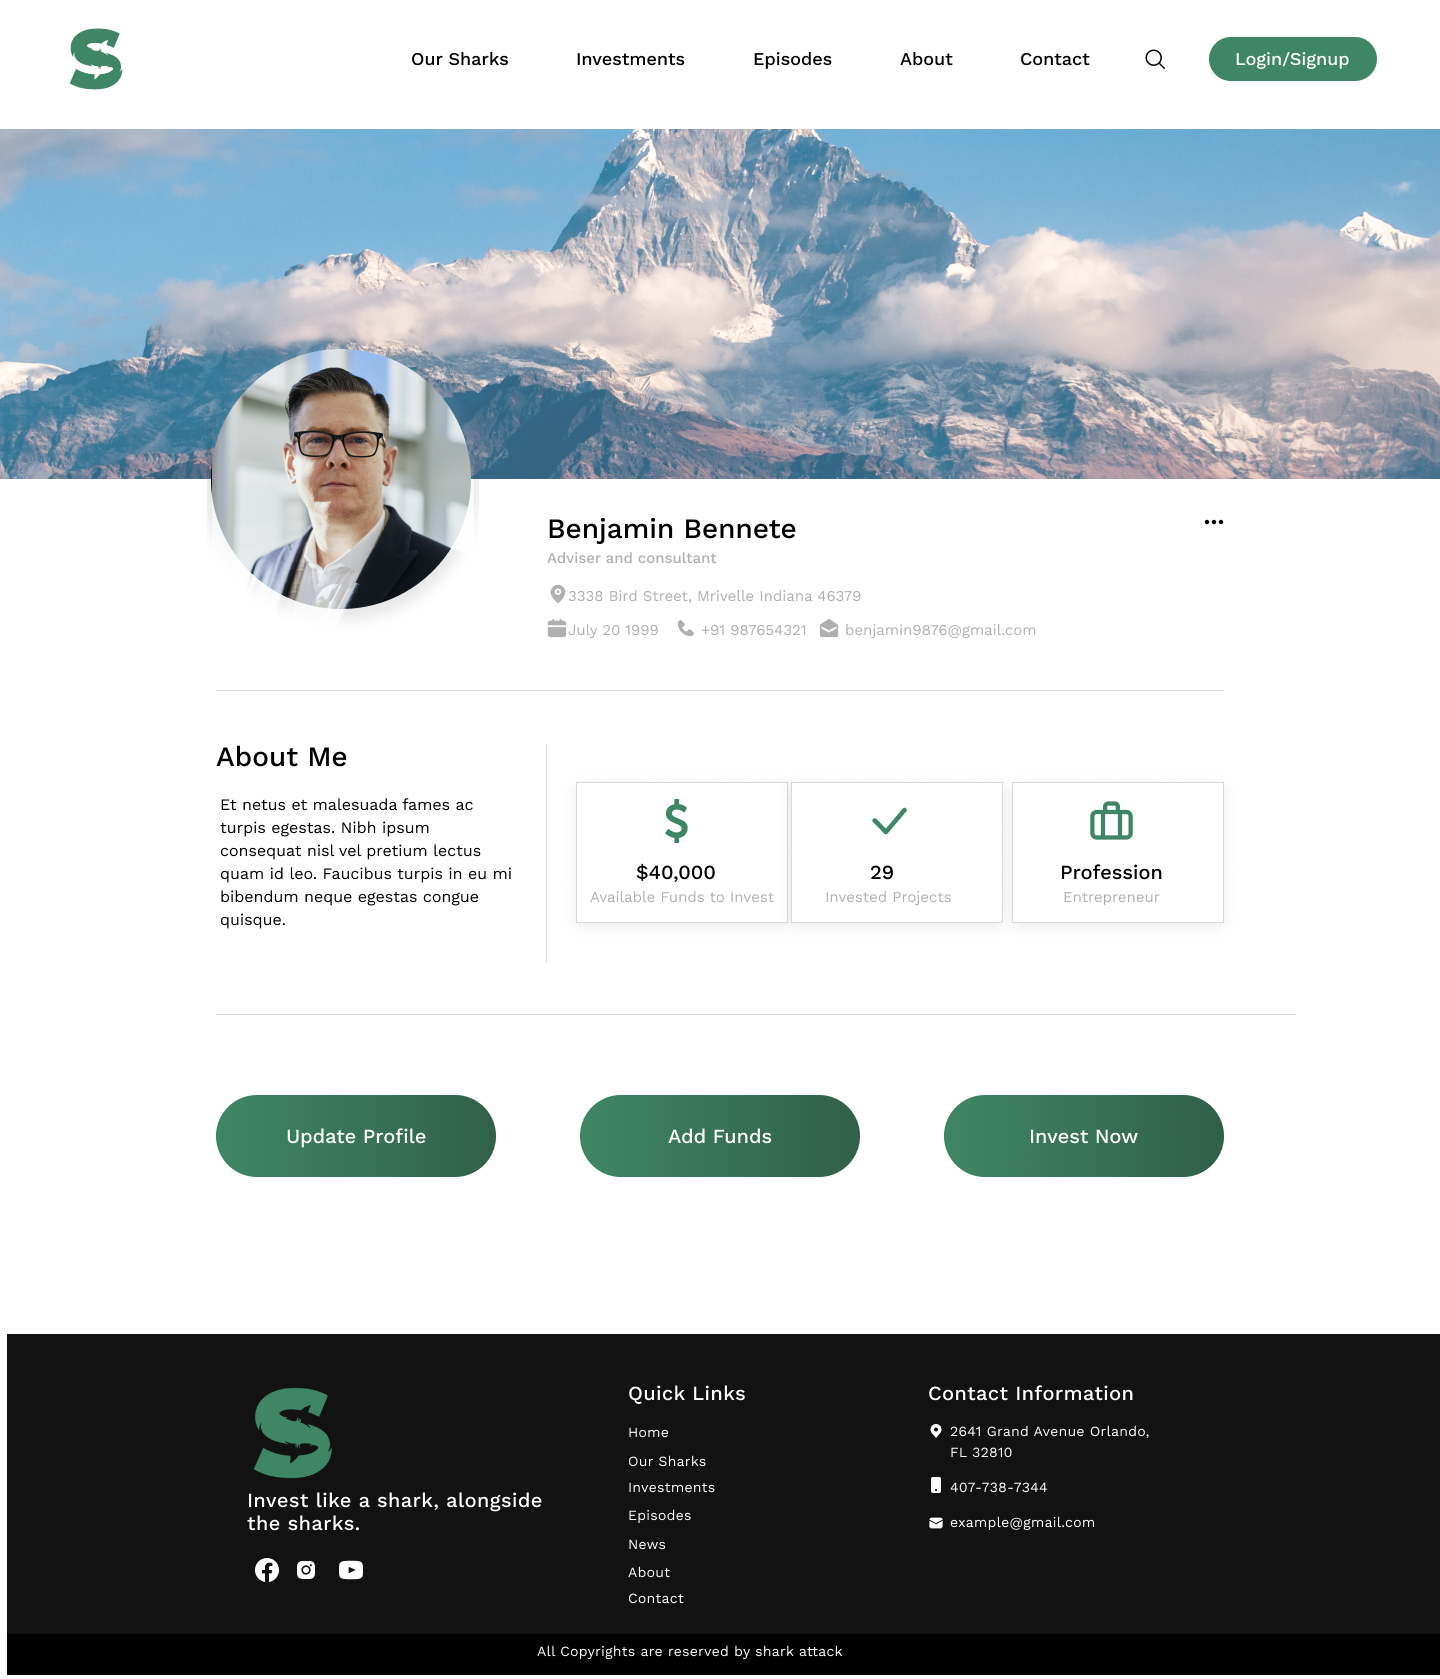 Our Sharks
Investments
Episodes
About
Contact
Login/Signup
Benjamin Bennete
Adviser and consultant
3338 Bird Street, Mrivelle Indiana 46379
July 20 1999
+91 987654321
benjamin9876@gmail.com
About Me
Et netus et malesuada fames ac
turpis egestas. Nibh ipsum
consequat nisl vel pretium lectus
quam id leo. Faucibus turpis in eu mi
bibendum neque egestas congue
quisque.
$40,000
Available Funds to Invest
29
Invested Projects
Profession
Entrepreneur
Update Profile
Add Funds
Invest Now
Invest like a shark, alongside
the sharks.
Quick Links
Home
Our Sharks
Investments
Episodes
News
About
Contact
Contact Information
2641 Grand Avenue Orlando,
FL 32810
407-738-7344
example@gmail.com
All Copyrights are reserved by shark attack